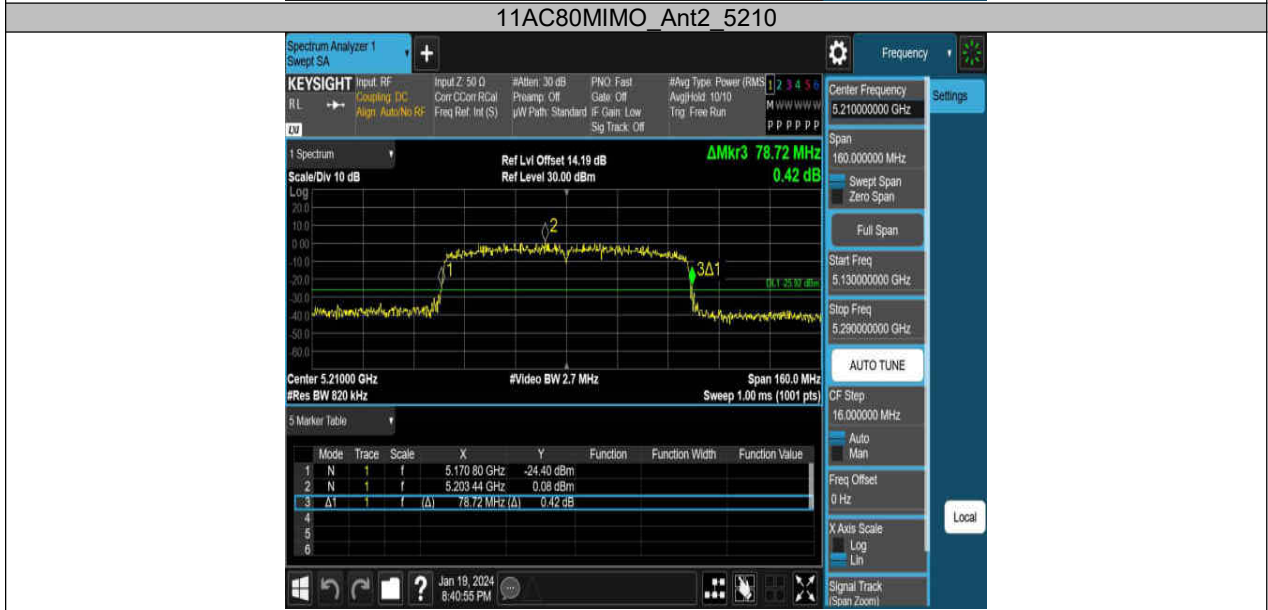 11AC80MIMO_Ant2_5210
Spectrum Analyzer 1
Swept SA
+
Frequency
KEYSIGHT Input: RF Input Z: 50 Ω #Atten: 30 dB PNO: Fast #Avg Type: Power (RMS 1 2 3 4 5 6
RL Coupling: DC Corr CCorr RCal Preamp: Off Gate: Off Avg|Hold: 10/10 M W W W W W
Align: Auto/No RF Freq Ref: Int (S) µW Path: Standard IF Gain: Low Trig: Free Run
Sig Track: Off P P P P P P
LXI
1 Spectrum
Ref Lvl Offset 14.19 dB
ΔMkr3 78.72 MHz
Scale/Div 10 dB
Ref Level 30.00 dBm
0.42 dB
Log
20.0
10.0
0.00
-10.0
-20.0
-30.0
-40.0
-50.0
-60.0
1
2
3Δ1
DL1 -25.92 dBm
Center 5.21000 GHz #Video BW 2.7 MHz Span 160.0 MHz
#Res BW 820 kHz Sweep 1.00 ms (1001 pts)
5 Marker Table
Mode Trace Scale X Y Function Function Width Function Value
1 N 1 f 5.170 80 GHz -24.40 dBm
2 N 1 f 5.203 44 GHz 0.08 dBm
3 Δ1 1 f (Δ) 78.72 MHz (Δ) 0.42 dB
4
5
6
? Jan 19, 2024
8:40:55 PM
Center Frequency
5.210000000 GHz
Settings
Span
160.000000 MHz
Swept Span
Zero Span
Full Span
Start Freq
5.130000000 GHz
Stop Freq
5.290000000 GHz
AUTO TUNE
CF Step
16.000000 MHz
Auto
Man
Freq Offset
0 Hz
X Axis Scale
Log
Lin
Local
Signal Track
(Span Zoom)